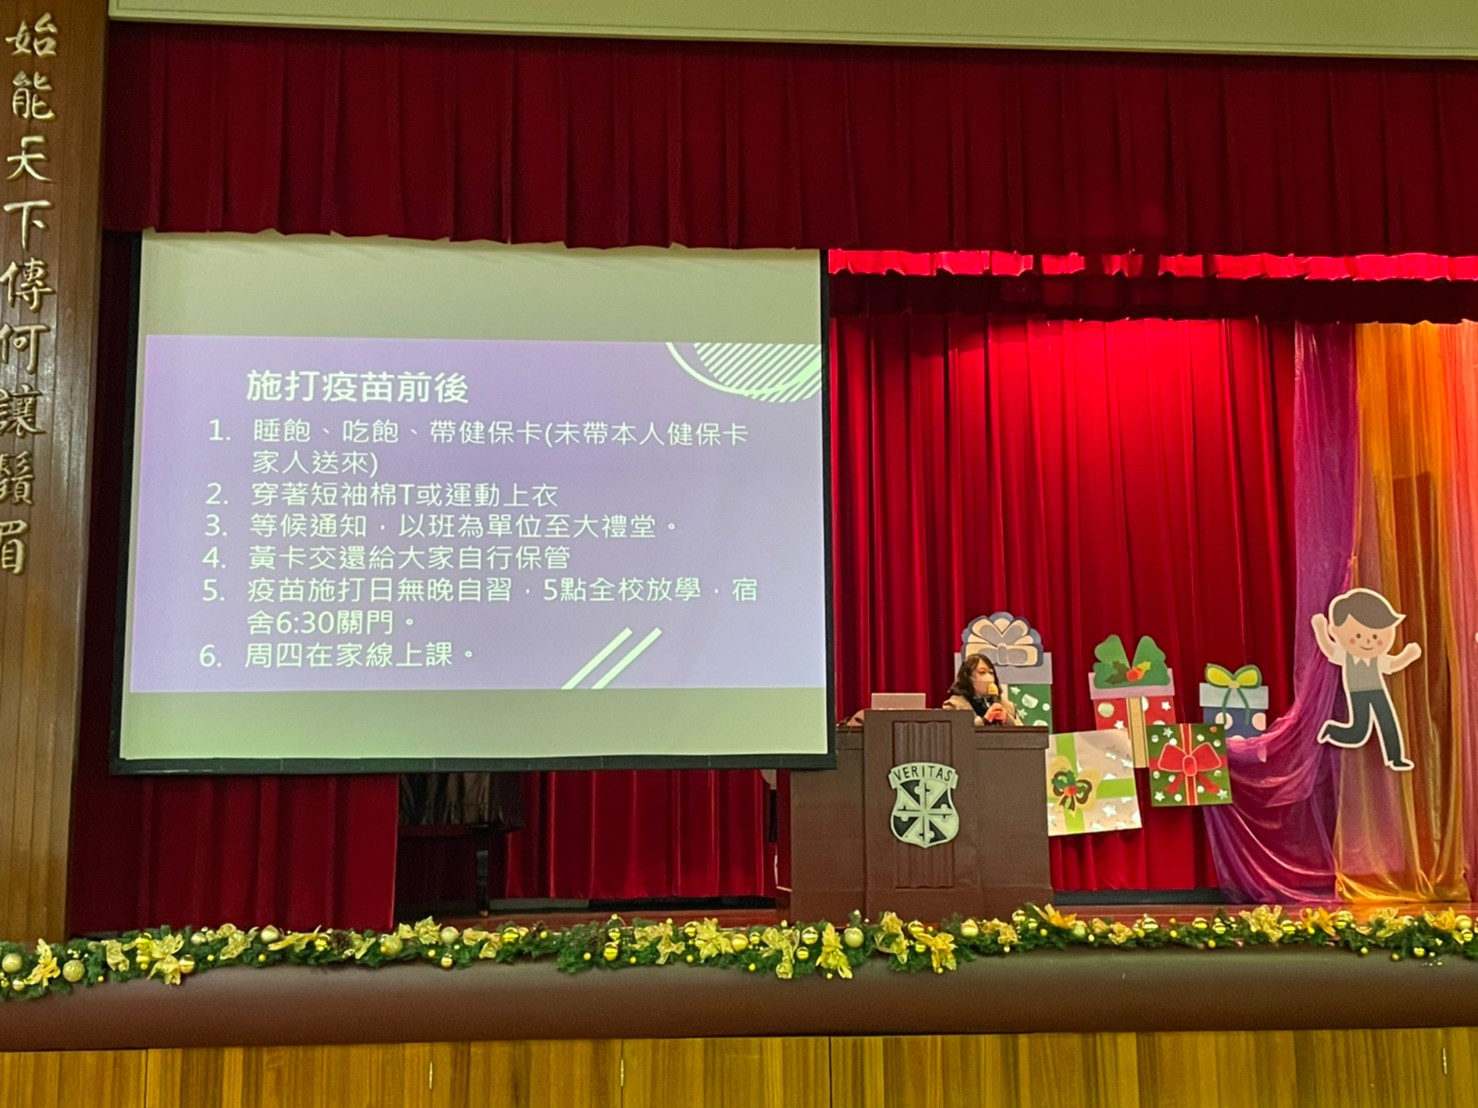 始能天下傳何讓鬚眉
施打疫苗前後
1. 睡飽、吃飽、帶健保卡(未帶本人健保卡
家人送來)
2. 穿著短袖棉T或運動上衣
3. 等候通知，以班為單位至大禮堂。
4. 黃卡交還給大家自行保管
5. 疫苗施打日無晚自習，5點全校放學，宿
舍6:30關門。
6. 周四在家線上課。
VERITAS